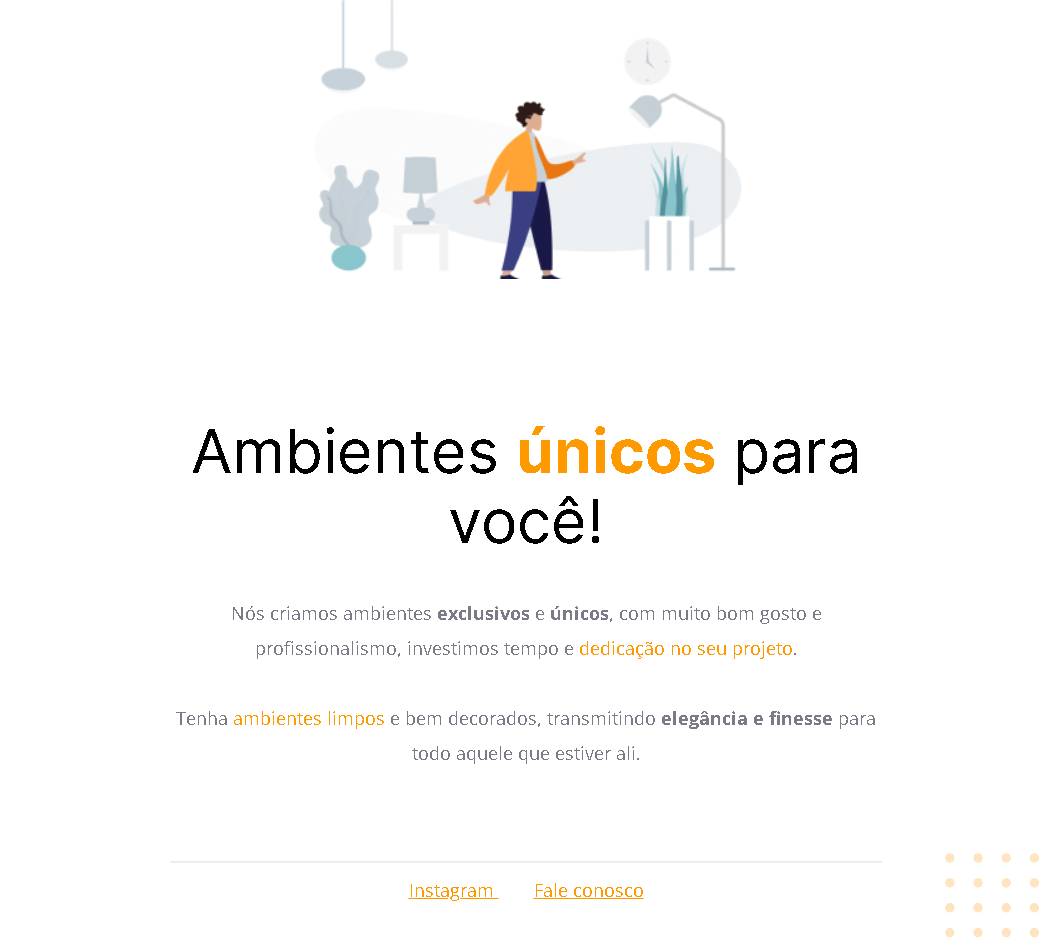 Ambientes únicos para
você!
Nós criamos ambientes exclusivos e únicos, com muito bom gosto e
profissionalismo, investimos tempo e dedicação no seu projeto.
Tenha ambientes limpos e bem decorados, transmitindo elegância e finesse para
todo aquele que estiver ali.
Instagram Fale conosco